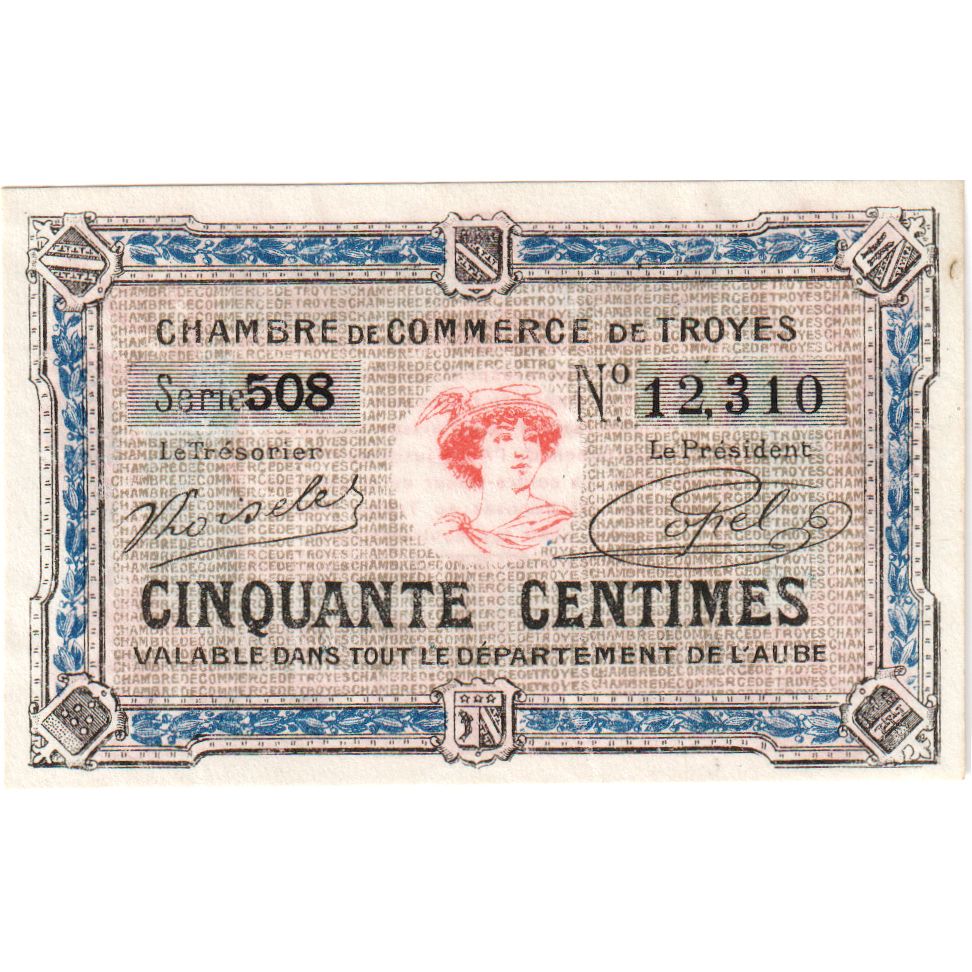 CHAMBRE DE COMMERCE DE TROYES
Serie 508 Nº 12,310
Le Trésorier Le Président
CINQUANTE CENTIMES
VALABLE DANS TOUT LE DÉPARTEMENT DE L'AUBE